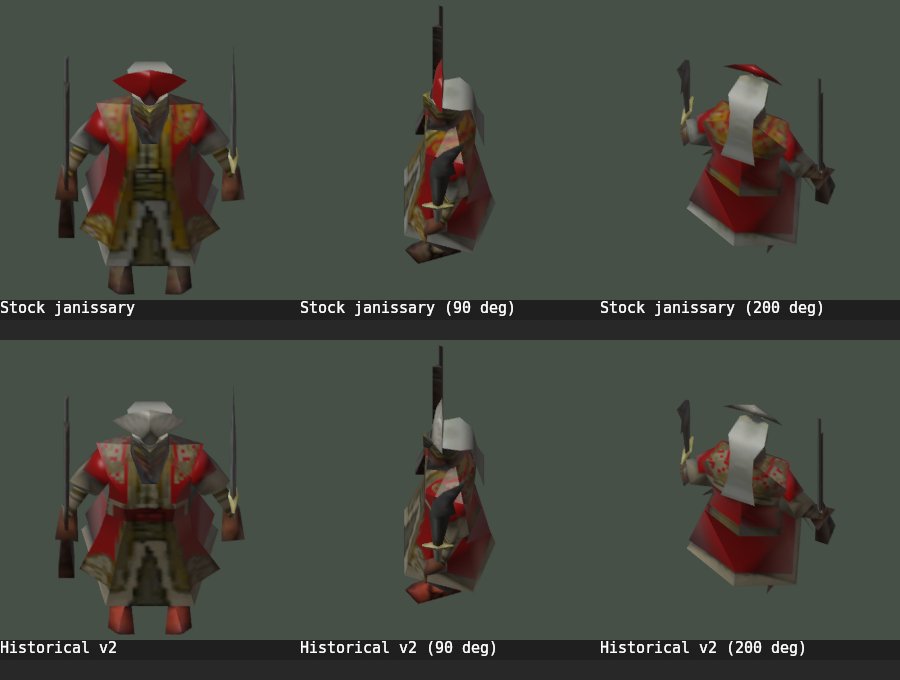 Stock janissary
Stock janissary (90 deg)
Stock janissary (200 deg)
Historical v2
Historical v2 (90 deg)
Historical v2 (200 deg)